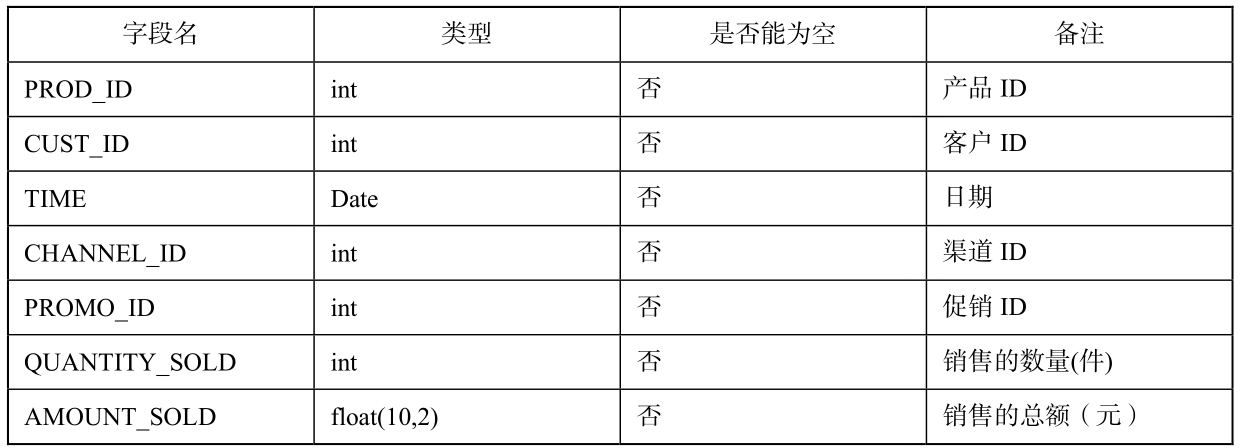 字段名 类型 是否能为空 备注
PROD_ID int 否 产品 ID
CUST_ID int 否 客户 ID
TIME Date 否 日期
CHANNEL_ID int 否 渠道 ID
PROMO_ID int 否 促销 ID
QUANTITY_SOLD int 否 销售的数量(件)
AMOUNT_SOLD float(10,2) 否 销售的总额（元）